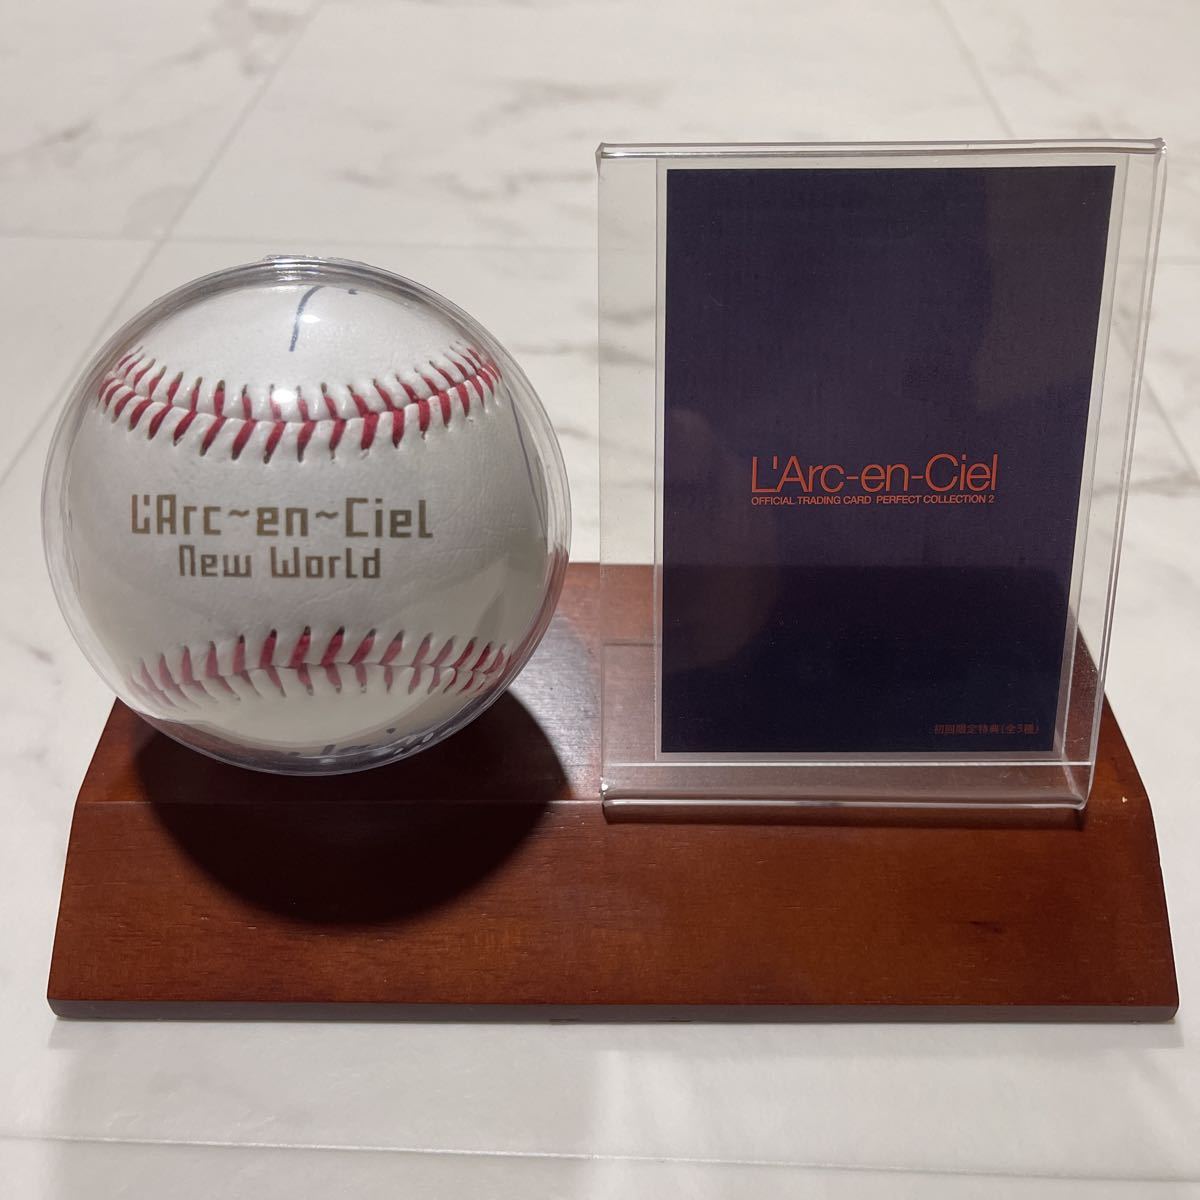 L'Arc~en~Ciel
New World
L'Arc-en-Ciel
OFFICIAL TRADING CARD PERFECT COLLECTION 2
初回限定特典(全3種)